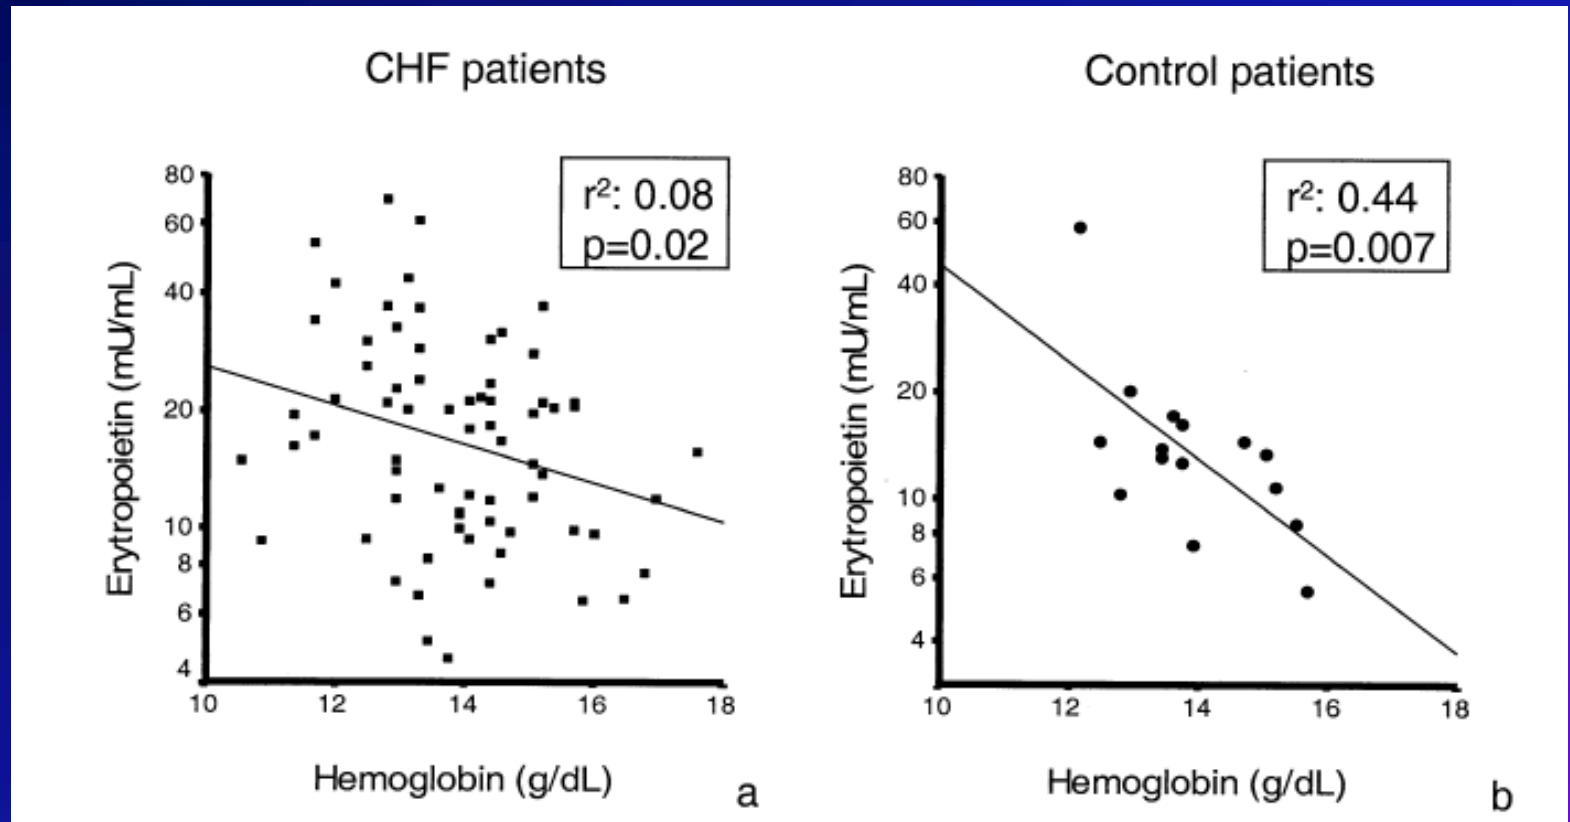 CHF patients
r²: 0.08
p=0.02
80
60
40
20
10
8
6
4
Erytropoietin (mU/mL)
10 12 14 16 18
Hemoglobin (g/dL)
a
Control patients
r²: 0.44
p=0.007
80
60
40
20
10
8
6
4
Erytropoietin (mU/mL)
10 12 14 16 18
Hemoglobin (g/dL)
b